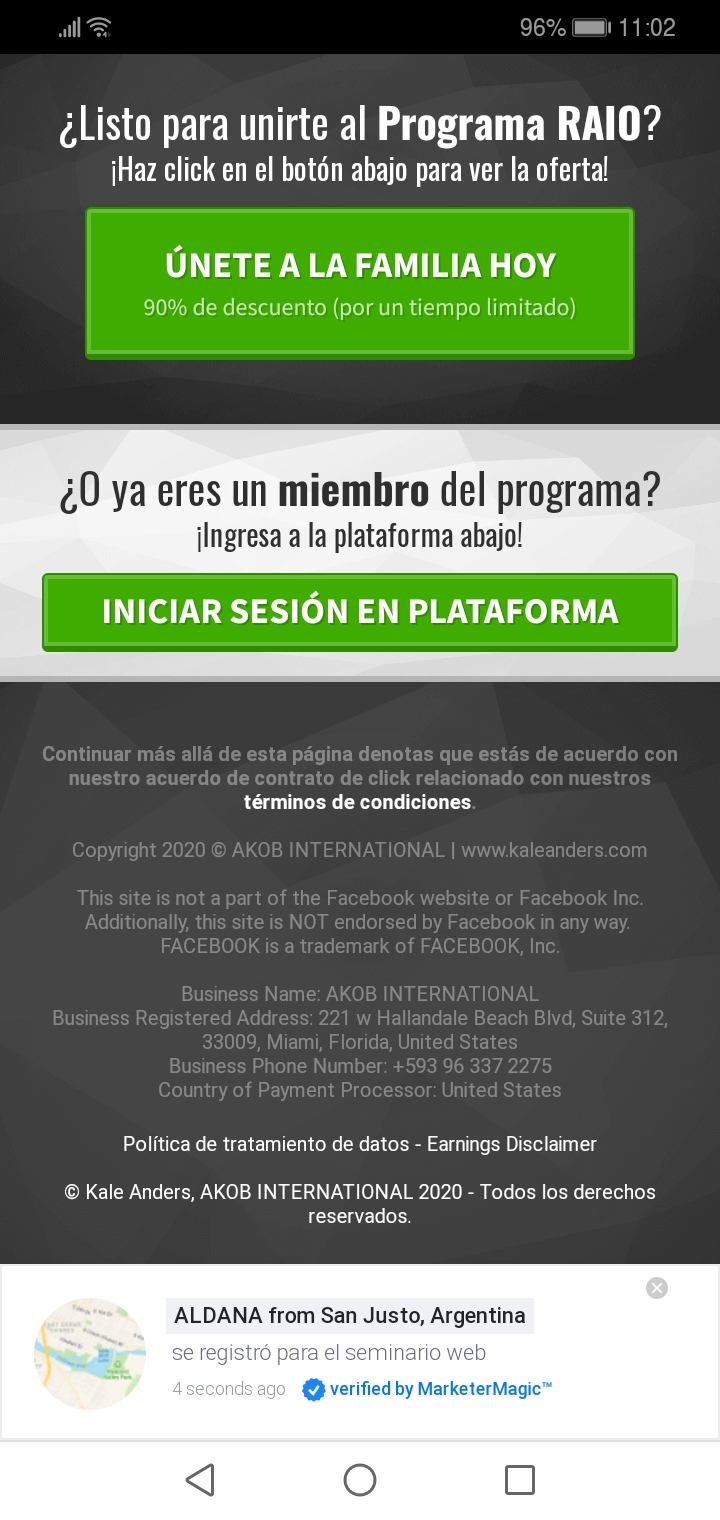 96% 11:02
¿Listo para unirte al Programa RAIO?
¡Haz click en el botón abajo para ver la oferta!
ÚNETE A LA FAMILIA HOY
90% de descuento (por un tiempo limitado)
¿O ya eres un miembro del programa?
¡Ingresa a la plataforma abajo!
INICIAR SESIÓN EN PLATAFORMA
Continuar más allá de esta página denotas que estás de acuerdo con
nuestro acuerdo de contrato de click relacionado con nuestros
términos de condiciones.
Copyright 2020 © AKOB INTERNATIONAL | www.kaleanders.com
This site is not a part of the Facebook website or Facebook Inc.
Additionally, this site is NOT endorsed by Facebook in any way.
FACEBOOK is a trademark of FACEBOOK, Inc.
Business Name: AKOB INTERNATIONAL
Business Registered Address: 221 w Hallandale Beach Blvd, Suite 312,
33009, Miami, Florida, United States
Business Phone Number: +593 96 337 2275
Country of Payment Processor: United States
Política de tratamiento de datos - Earnings Disclaimer
© Kale Anders, AKOB INTERNATIONAL 2020 - Todos los derechos
reservados.
ALDANA from San Justo, Argentina
se registró para el seminario web
4 seconds ago verified by MarketerMagic™